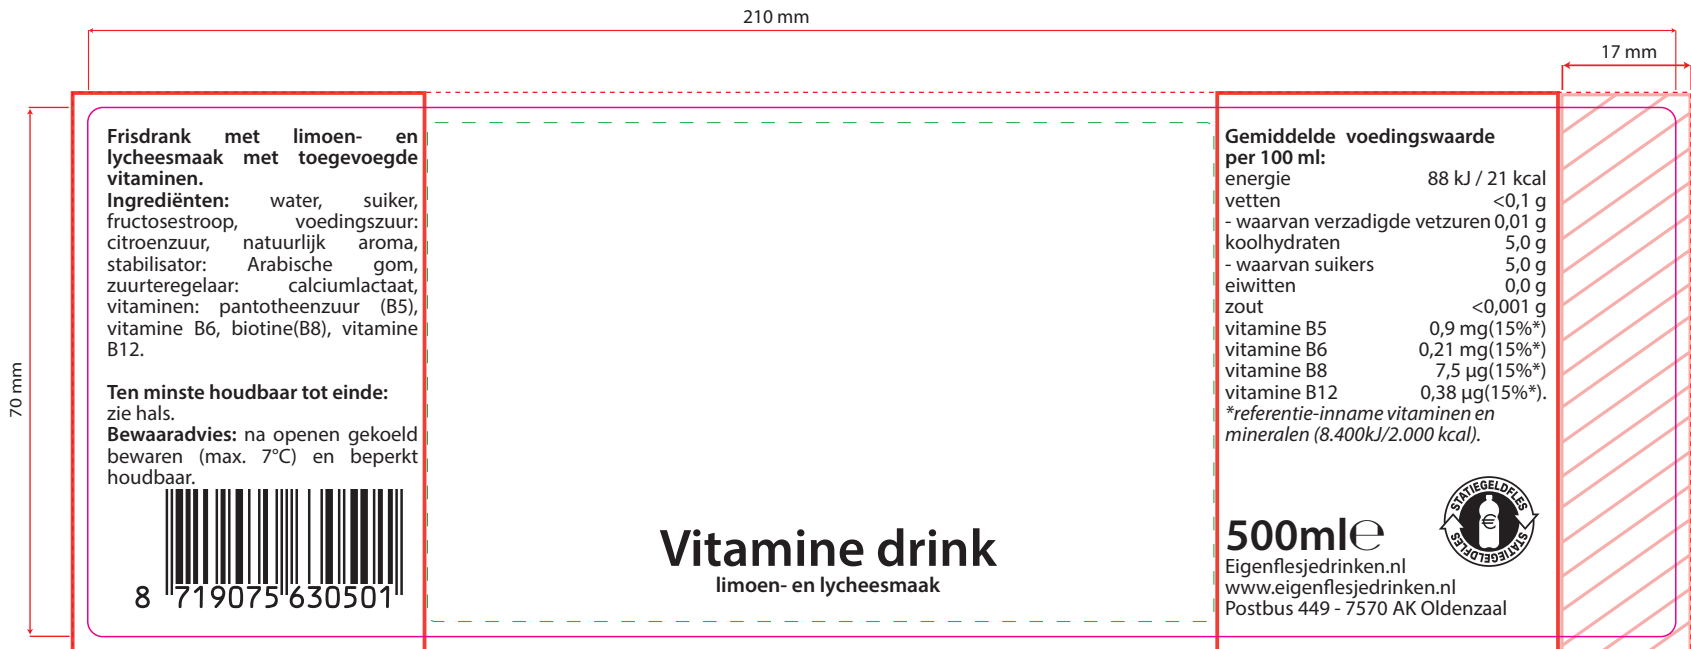 210 mm
17 mm
70 mm
Frisdrank met limoen- en
lycheesmaak met toegevoegde
vitaminen.
Ingrediënten: water, suiker,
fructosestroop, voedingszuur:
citroenzuur, natuurlijk aroma,
stabilisator: Arabische gom,
zuurteregelaar: calciumlactaat,
vitaminen: pantotheenzuur (B5),
vitamine B6, biotine(B8), vitamine
B12.
Ten minste houdbaar tot einde:
zie hals.
Bewaaradvies: na openen gekoeld
bewaren (max. 7°C) en beperkt
houdbaar.
8 719075 630501
Vitamine drink
limoen- en lycheesmaak
Gemiddelde voedingswaarde
per 100 ml:
energie 88 kJ / 21 kcal
vetten <0,1 g
- waarvan verzadigde vetzuren 0,01 g
koolhydraten 5,0 g
- waarvan suikers 5,0 g
eiwitten 0,0 g
zout <0,001 g
vitamine B5 0,9 mg(15%*)
vitamine B6 0,21 mg(15%*)
vitamine B8 7,5 µg(15%*)
vitamine B12 0,38 µg(15%*).
*referentie-inname vitaminen en
mineralen (8.400kJ/2.000 kcal).
STATIEGELDFLES
€
STATIEGELDFLES
500ml℮
Eigenflesjedrinken.nl
www.eigenflesjedrinken.nl
Postbus 449 - 7570 AK Oldenzaal